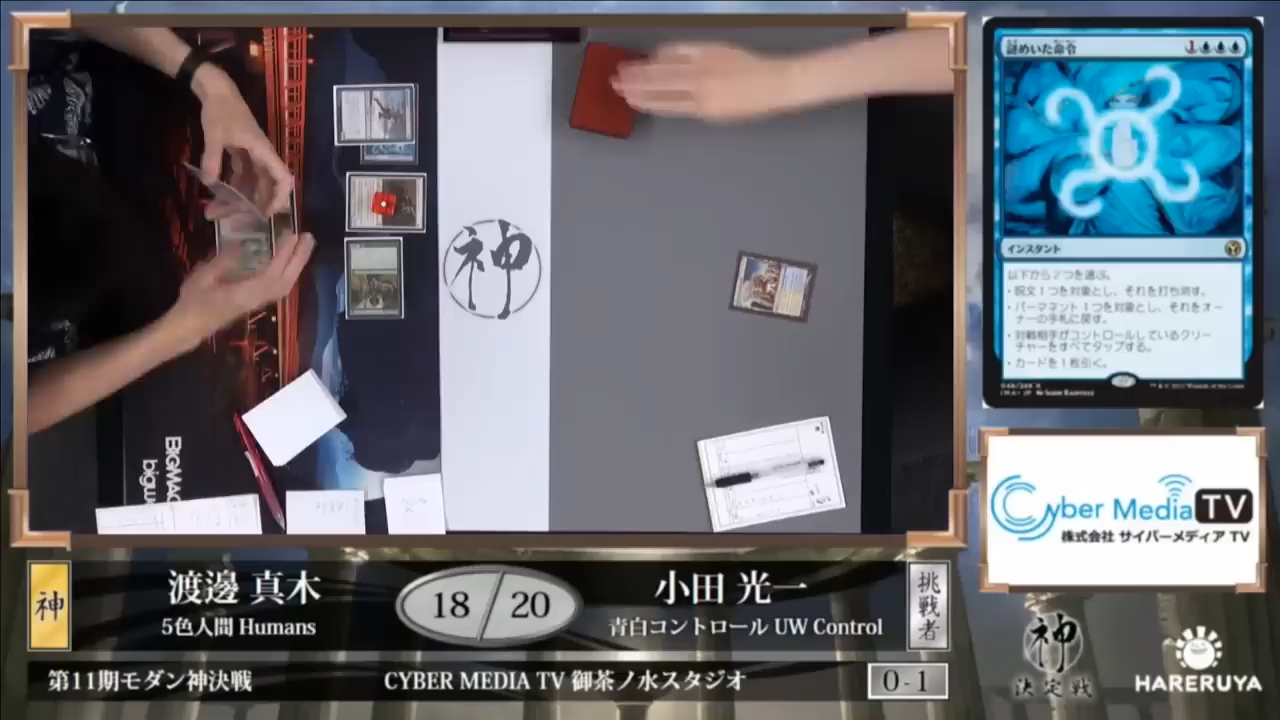 謎めいた命令
インスタント
以下から2つを選ぶ。
・呪文1つを対象とし、それを打ち消す。
・パーマネント1つを対象とし、それをオー
ナーの手札に戻す。
・対戦相手がコントロールしているクリー
チャーをすべてタップする。
・カードを1枚引く。
神
BIGMAG
bigw
Cyber Media TV
株式会社 サイバーメディア TV
神
渡邊 真木
5色人間 Humans
18 / 20
小田 光一
青白コントロール UW Control
挑戦者
第11期モダン神決戦
CYBER MEDIA TV 御茶ノ水スタジオ
0-1
神
決定戦
HARERUYA